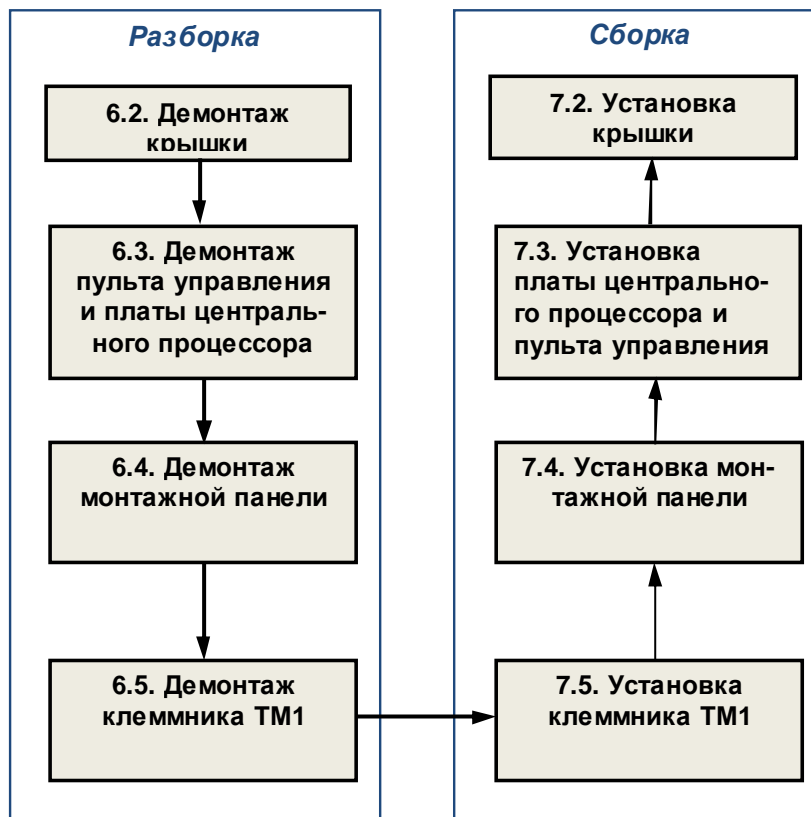 Разборка
6.2. Демонтаж
крышки
6.3. Демонтаж
пульта управления
и платы централь-
ного процессора
6.4. Демонтаж
монтажной панели
6.5. Демонтаж
клеммника TM1
Сборка
7.2. Установка
крышки
7.3. Установка
платы центрально-
го процессора и
пульта управления
7.4. Установка мон-
тажной панели
7.5. Установка
клеммника TM1